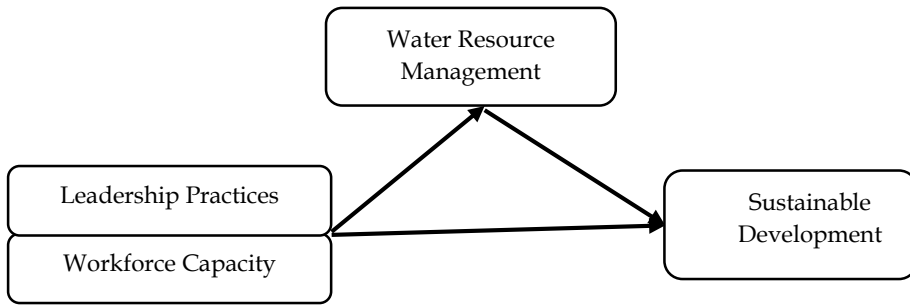 Water Resource
Management
Leadership Practices
Workforce Capacity
Sustainable
Development